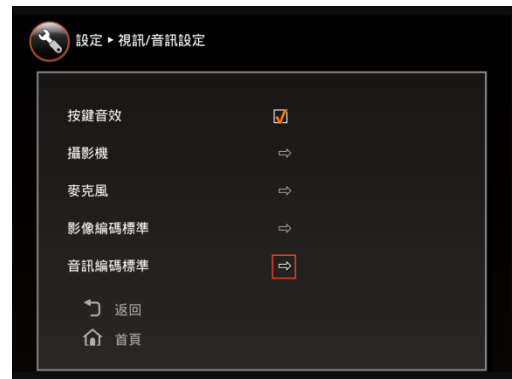 設定 ▸ 視訊/音訊設定
按鍵音效
攝影機
麥克風
影像編碼標準
音訊編碼標準
返回
首頁